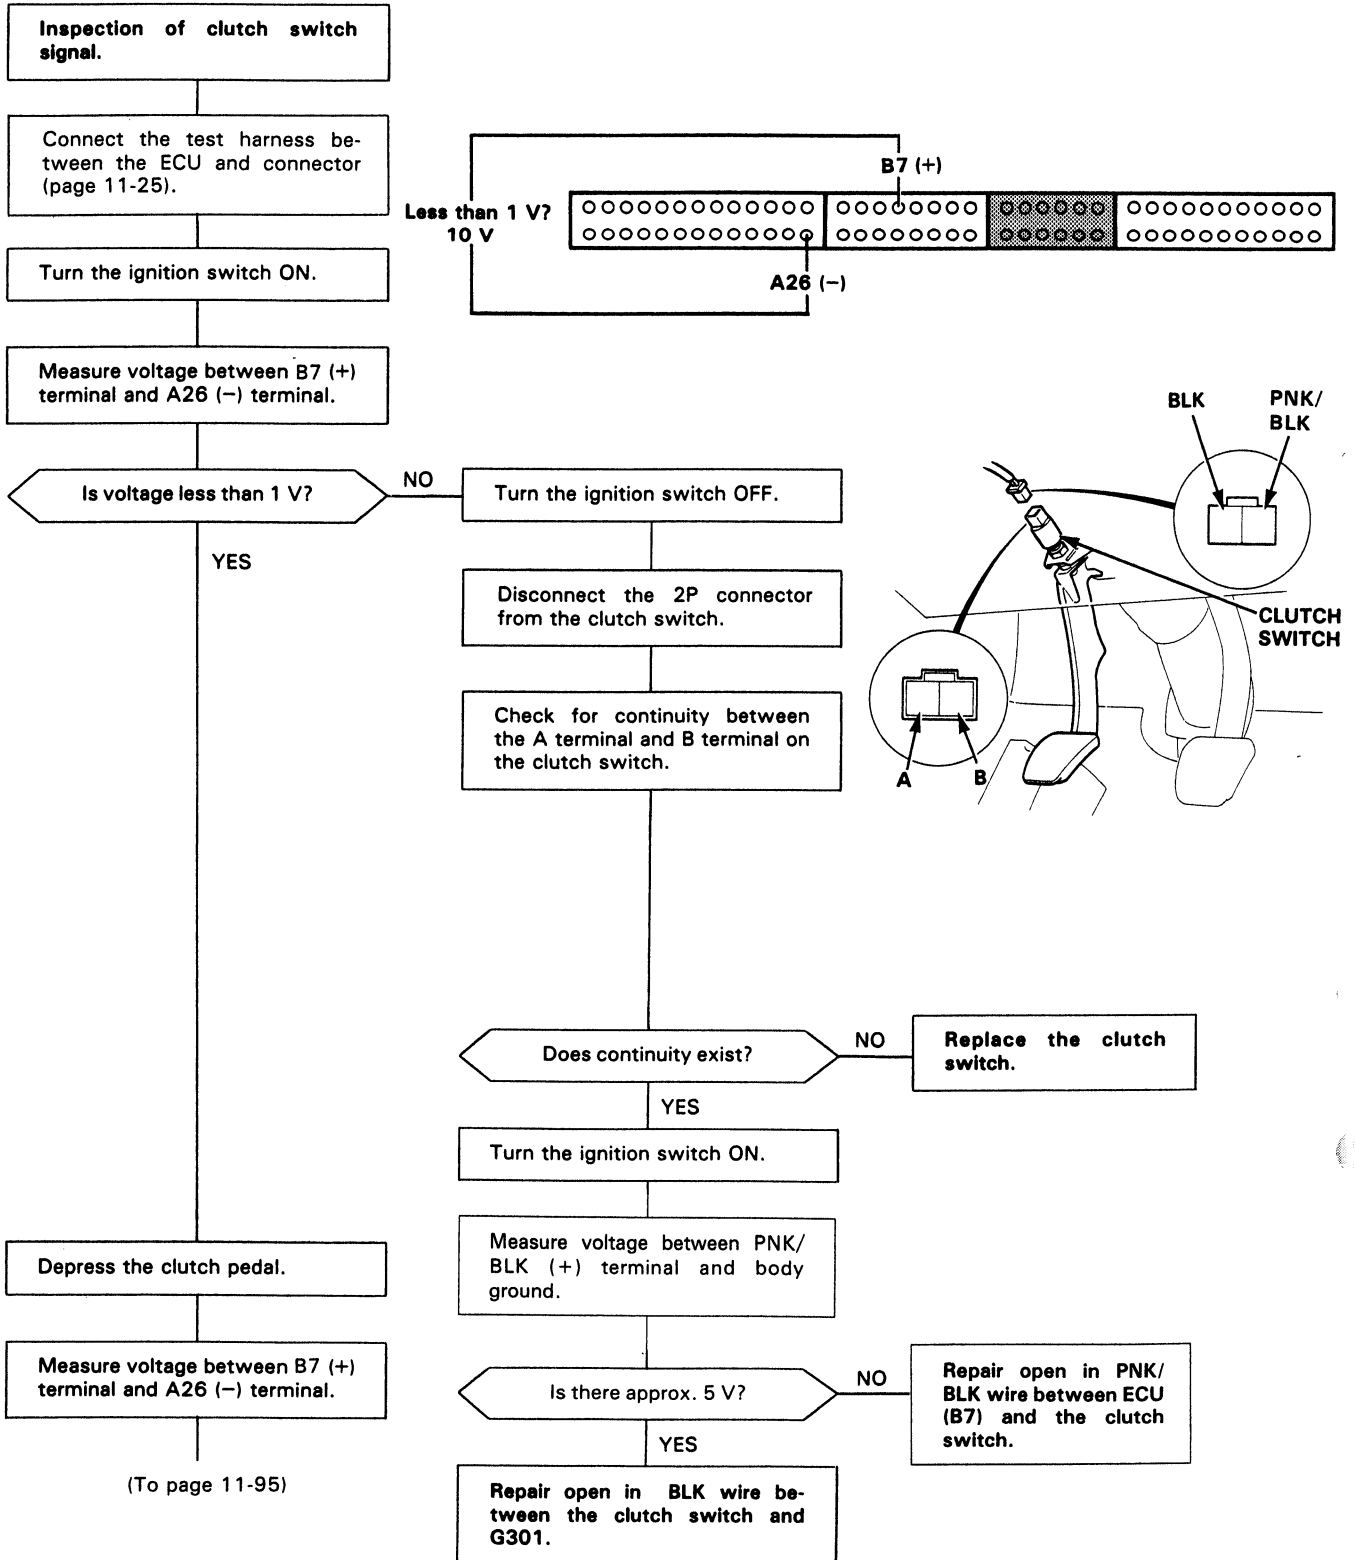 Inspection of clutch switch
signal.
Connect the test harness be-
tween the ECU and connector
(page 11-25).
Turn the ignition switch ON.
Measure voltage between B7 (+)
terminal and A26 (−) terminal.
Is voltage less than 1 V?
NO
YES
Turn the ignition switch OFF.
Disconnect the 2P connector
from the clutch switch.
Check for continuity between
the A terminal and B terminal on
the clutch switch.
B7 (+)
Less than 1 V?
10 V
A26 (−)
BLK
PNK/
BLK
CLUTCH
SWITCH
A
B
Does continuity exist?
NO
Replace the clutch
switch.
YES
Turn the ignition switch ON.
Measure voltage between PNK/
BLK (+) terminal and body
ground.
Is there approx. 5 V?
NO
Repair open in PNK/
BLK wire between ECU
(B7) and the clutch
switch.
YES
Repair open in BLK wire be-
tween the clutch switch and
G301.
Depress the clutch pedal.
Measure voltage between B7 (+)
terminal and A26 (−) terminal.
(To page 11-95)